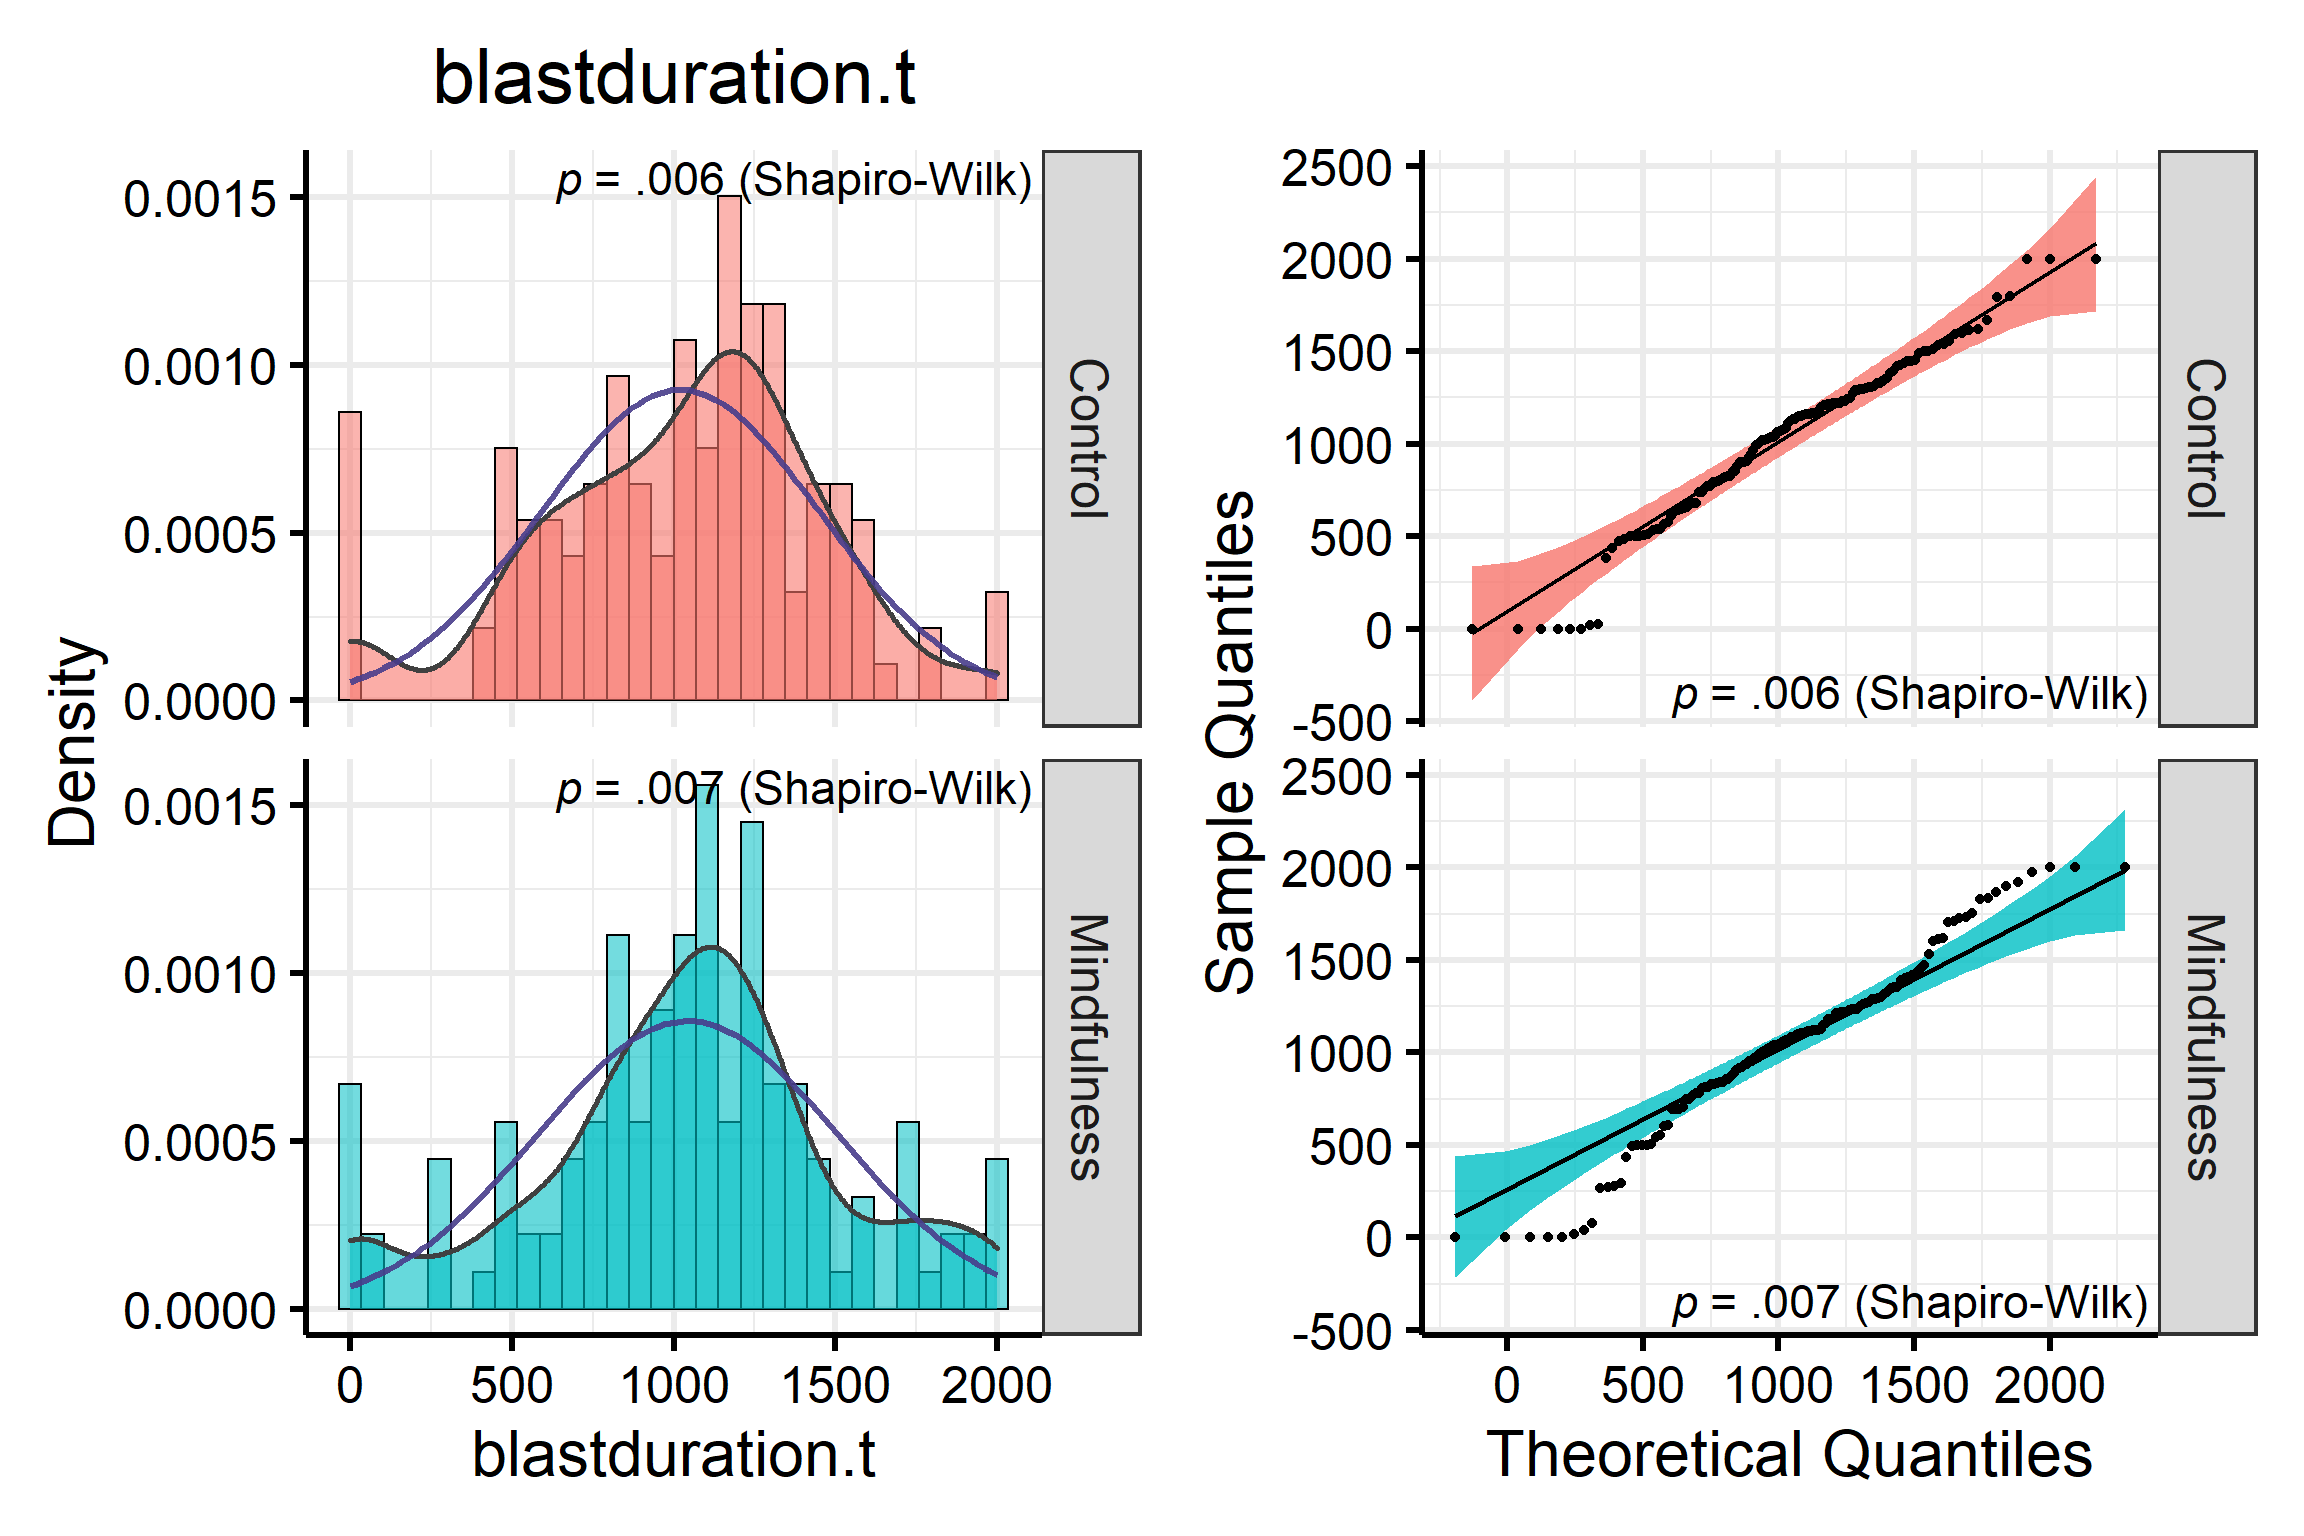 blastduration.t
Density
0.0015
0.0010
0.0005
0.0000
p = .006 (Shapiro-Wilk)
Control
0.0015
0.0010
0.0005
0.0000
p = .007 (Shapiro-Wilk)
Mindfulness
0 500 1000 1500 2000
blastduration.t
Sample Quantiles
2500
2000
1500
1000
500
0
-500
p = .006 (Shapiro-Wilk)
Control
2500
2000
1500
1000
500
0
-500
p = .007 (Shapiro-Wilk)
Mindfulness
0 500 1000 1500 2000
Theoretical Quantiles